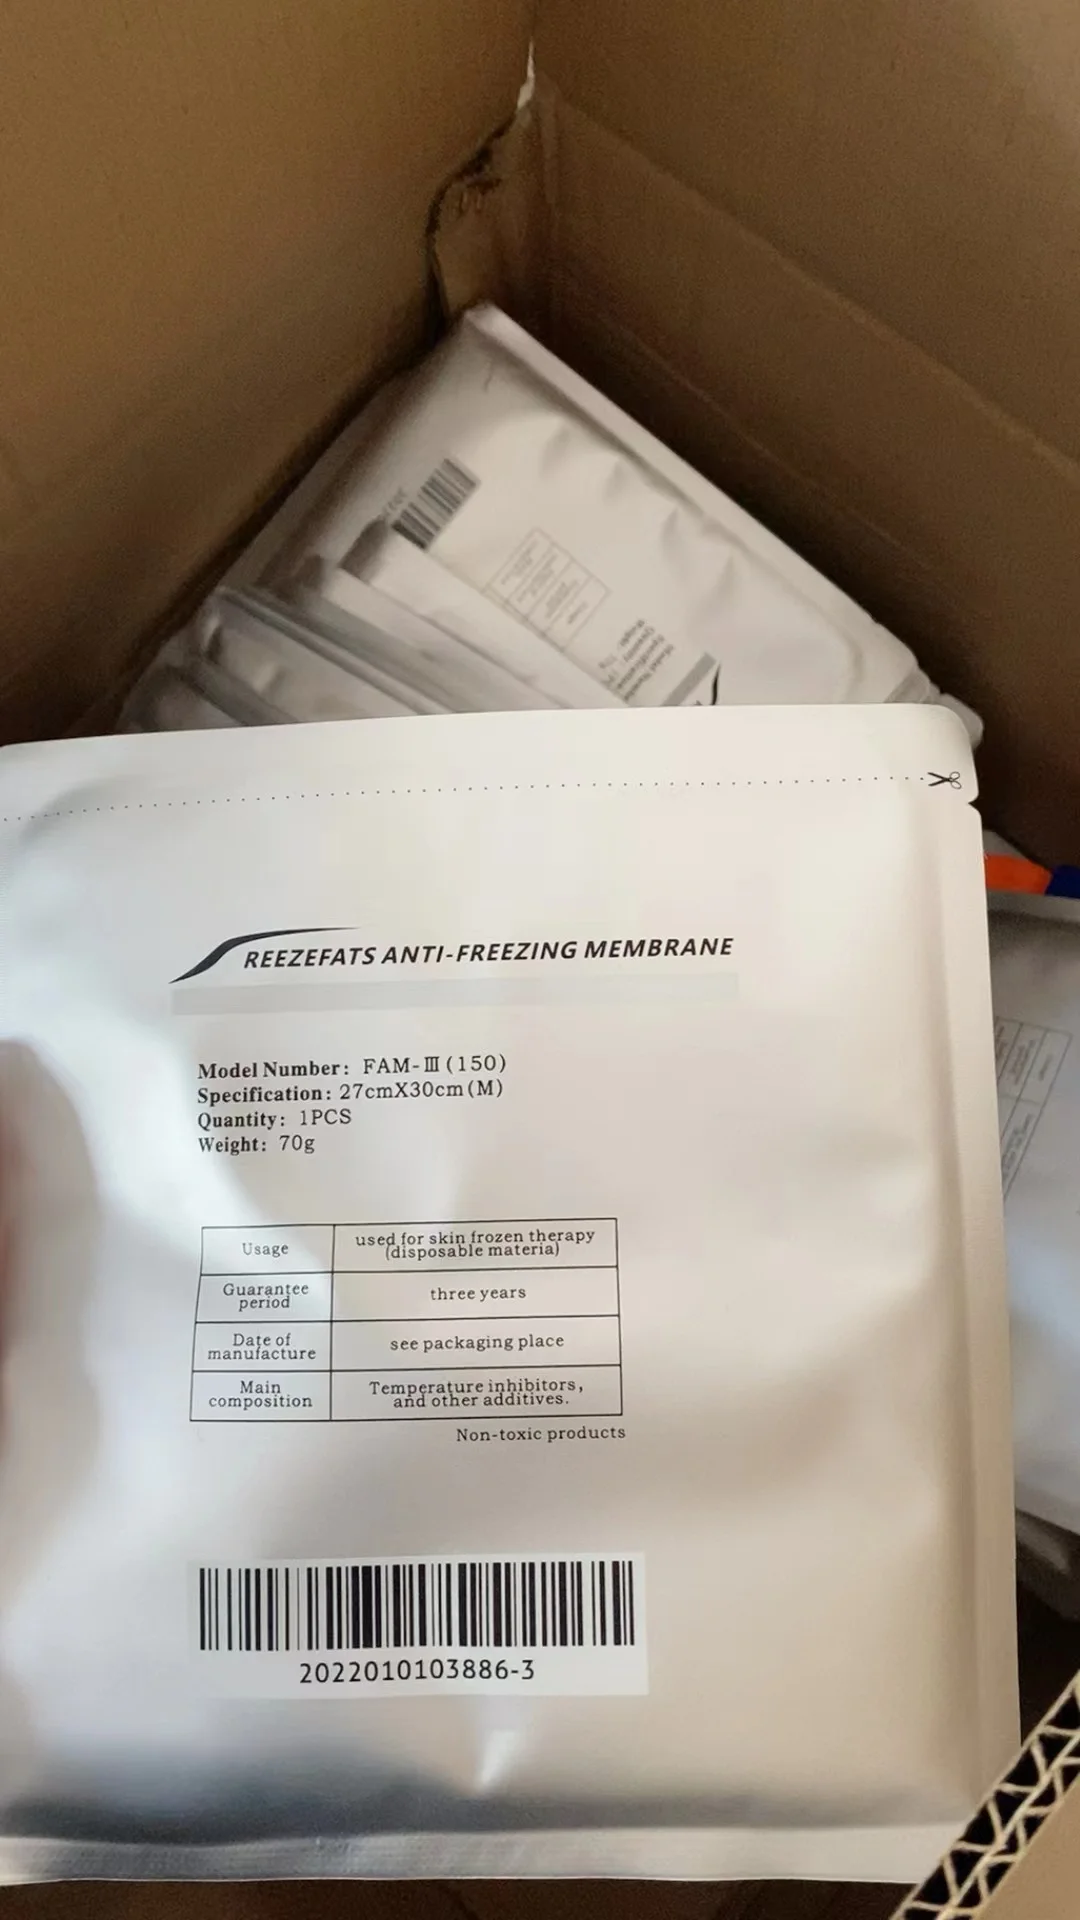 REEZEFATS ANTI-FREEZING MEMBRANE
Model Number: FAM-Ⅲ(150)
Specification: 27cmX30cm(M)
Quantity: 1PCS
Weight: 70g
Usage
used for skin frozen therapy
(disposable materia)
Guarantee
period
three years
Date of
manufacture
see packaging place
Main
composition
Temperature inhibitors,
and other additives.
Non-toxic products
2022010103886-3